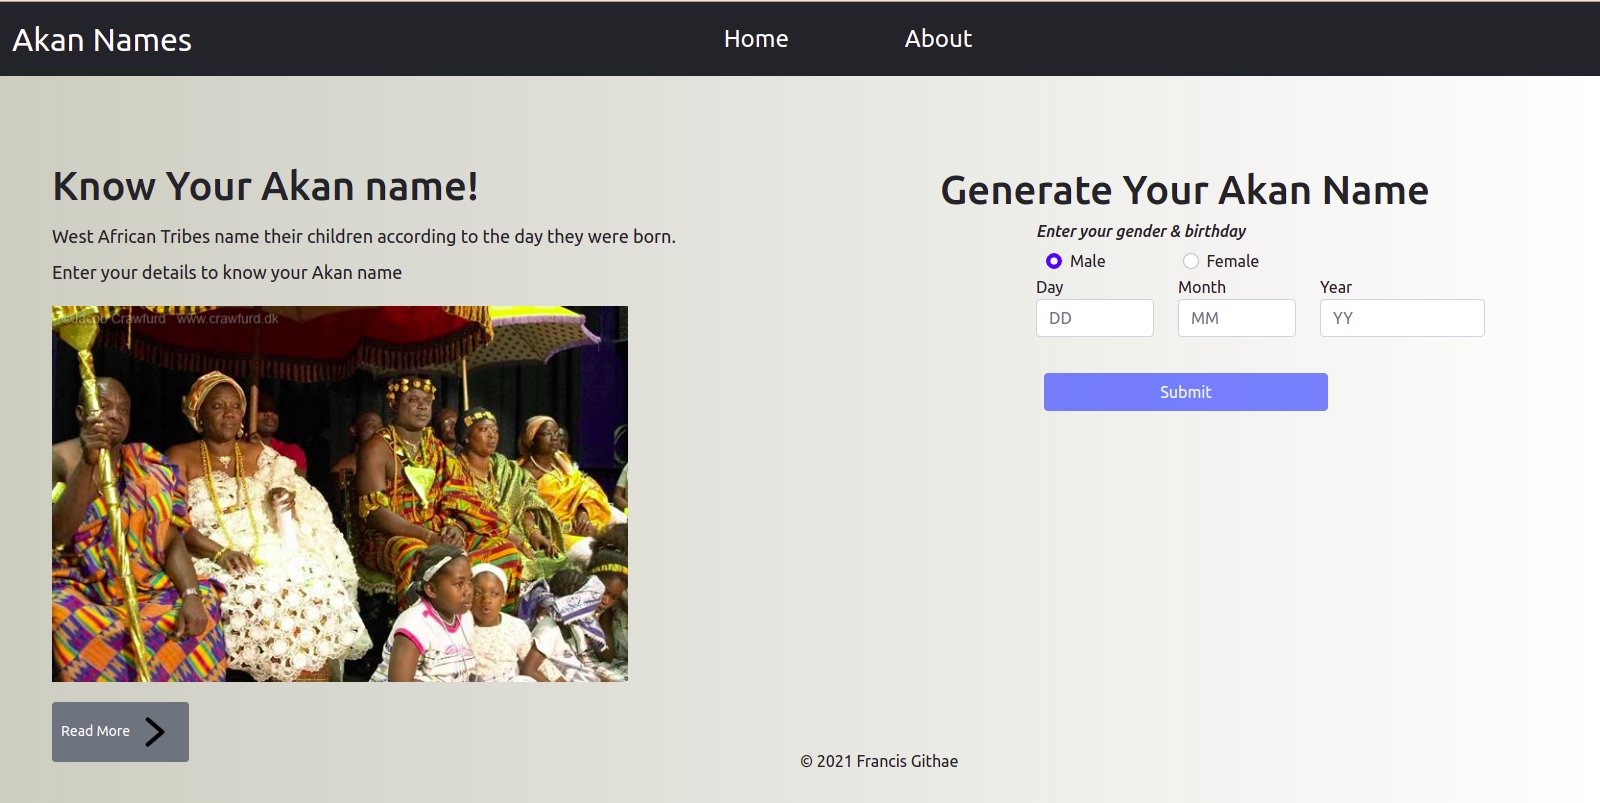 Akan Names
Home
About
Know Your Akan name!
West African Tribes name their children according to the day they were born.
Enter your details to know your Akan name
©Jacob Crawfurd www.crawfurd.dk
Read More
Generate Your Akan Name
Enter your gender & birthday
Male
Female
Day
Month
Year
DD
MM
YY
Submit
© 2021 Francis Githae